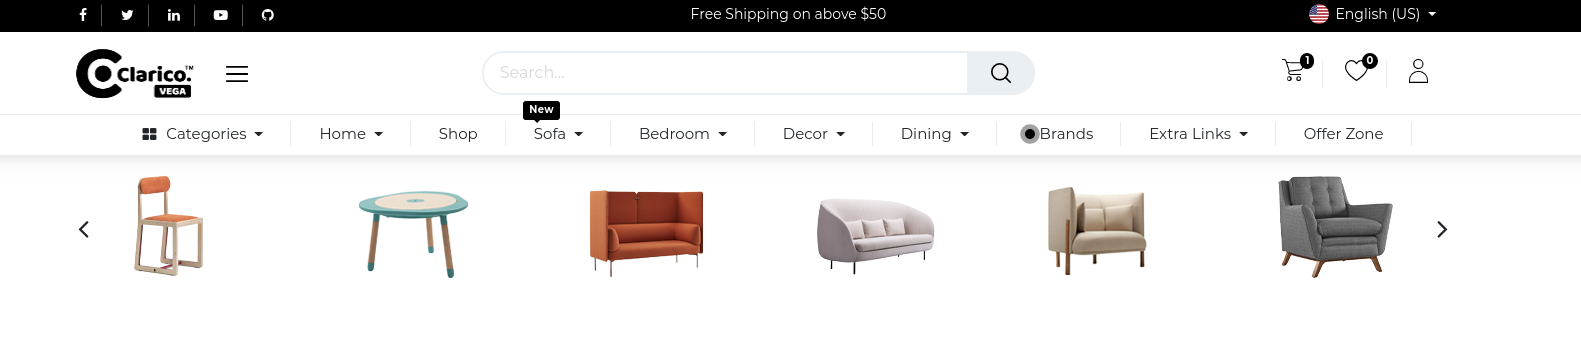 Free Shipping on above $50
English (US)
Clarico.™
VEGA
Search...
1
0
New
Categories Home Shop Sofa Bedroom Decor Dining Brands Extra Links Offer Zone